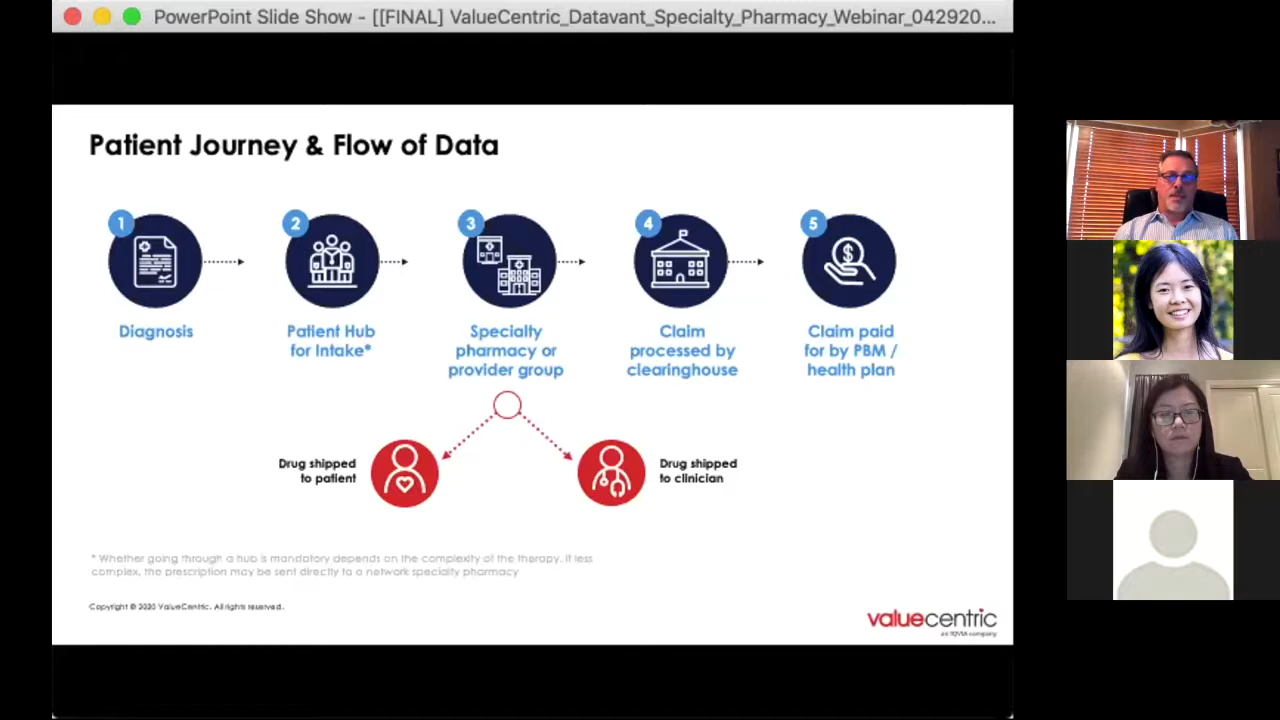 PowerPoint Slide Show - [[FINAL] ValueCentric_Datavant_Specialty_Pharmacy_Webinar_042920...
Patient Journey & Flow of Data
1
2
3
4
5
Diagnosis
Patient Hub
for Intake*
Specialty
pharmacy or
provider group
Claim
processed by
clearinghouse
Claim paid
for by PBM /
health plan
Drug shipped
to patient
Drug shipped
to clinician
* Whether going through a hub is mandatory depends on the complexity of the therapy. If less
complex, the prescription may be sent directly to a network specialty pharmacy
Copyright © 2020 ValueCentric. All rights reserved.
valuecentric
an IQVIA company